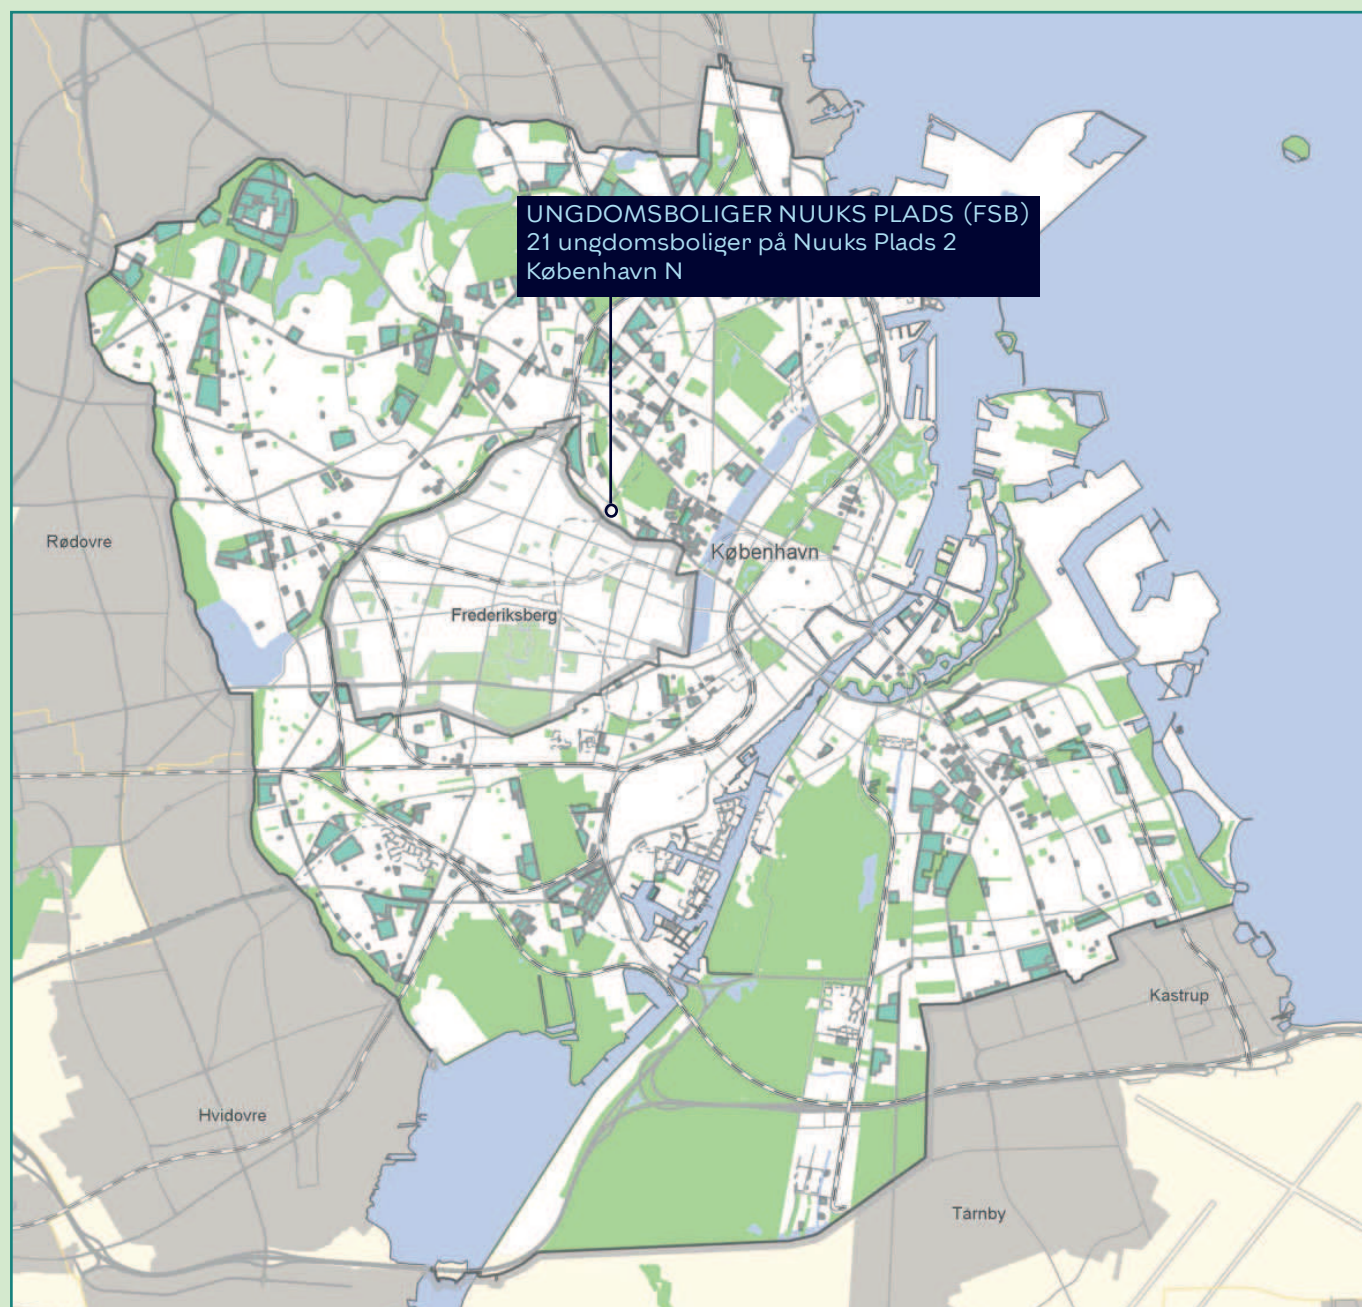 UNGDOMSBOLIGER NUUKS PLADS (FSB)
21 ungdomsboliger på Nuuks Plads 2
København N
Rødovre
København
Frederiksberg
Kastrup
Hvidovre
Tårnby